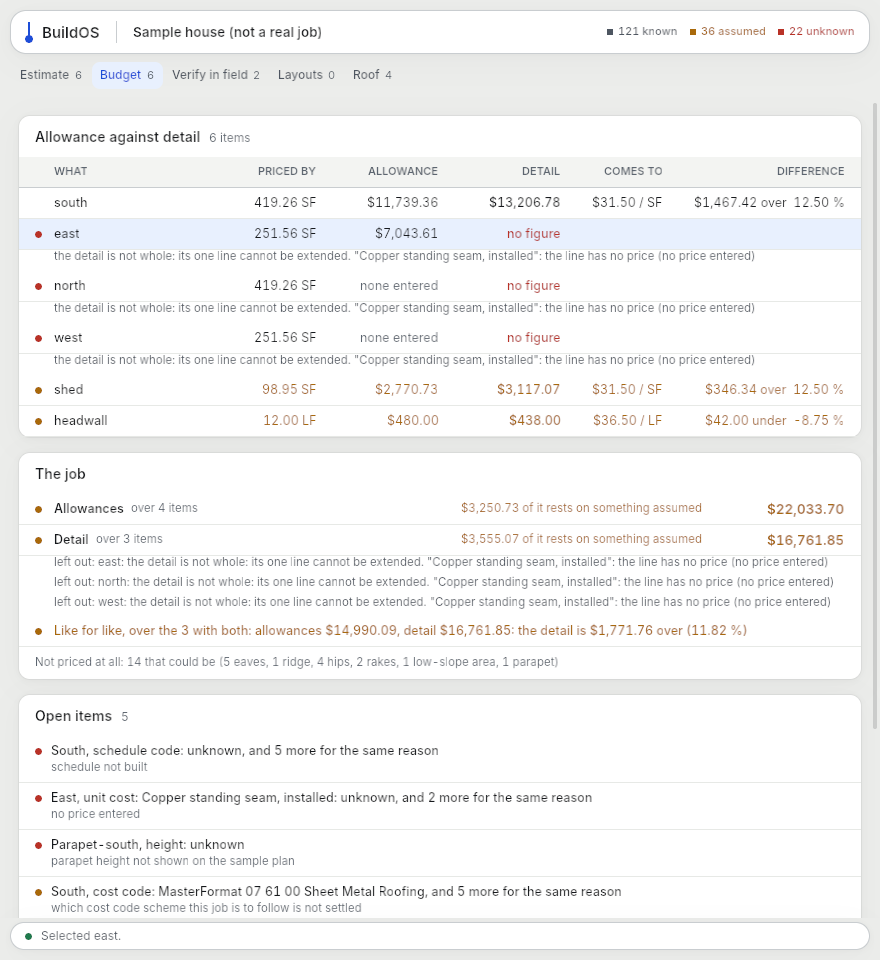 BuildOS Sample house (not a real job) 121 known 36 assumed 22 unknown
Estimate 6 Budget 6 Verify in field 2 Layouts 0 Roof 4
Allowance against detail 6 items
WHAT PRICED BY ALLOWANCE DETAIL COMES TO DIFFERENCE
south 419.26 SF $11,739.36 $13,206.78 $31.50 / SF $1,467.42 over 12.50 %
east 251.56 SF $7,043.61 no figure
the detail is not whole: its one line cannot be extended. "Copper standing seam, installed": the line has no price (no price entered)
north 419.26 SF none entered no figure
the detail is not whole: its one line cannot be extended. "Copper standing seam, installed": the line has no price (no price entered)
west 251.56 SF none entered no figure
the detail is not whole: its one line cannot be extended. "Copper standing seam, installed": the line has no price (no price entered)
shed 98.95 SF $2,770.73 $3,117.07 $31.50 / SF $346.34 over 12.50 %
headwall 12.00 LF $480.00 $438.00 $36.50 / LF $42.00 under -8.75 %
The job
Allowances over 4 items $3,250.73 of it rests on something assumed $22,033.70
Detail over 3 items $3,555.07 of it rests on something assumed $16,761.85
left out: east: the detail is not whole: its one line cannot be extended. "Copper standing seam, installed": the line has no price (no price entered)
left out: north: the detail is not whole: its one line cannot be extended. "Copper standing seam, installed": the line has no price (no price entered)
left out: west: the detail is not whole: its one line cannot be extended. "Copper standing seam, installed": the line has no price (no price entered)
Like for like, over the 3 with both: allowances $14,990.09, detail $16,761.85: the detail is $1,771.76 over (11.82 %)
Not priced at all: 14 that could be (5 eaves, 1 ridge, 4 hips, 2 rakes, 1 low-slope area, 1 parapet)
Open items 5
South, schedule code: unknown, and 5 more for the same reason
schedule not built
East, unit cost: Copper standing seam, installed: unknown, and 2 more for the same reason
no price entered
Parapet-south, height: unknown
parapet height not shown on the sample plan
South, cost code: MasterFormat 07 61 00 Sheet Metal Roofing, and 5 more for the same reason
which cost code scheme this job is to follow is not settled
Selected east.